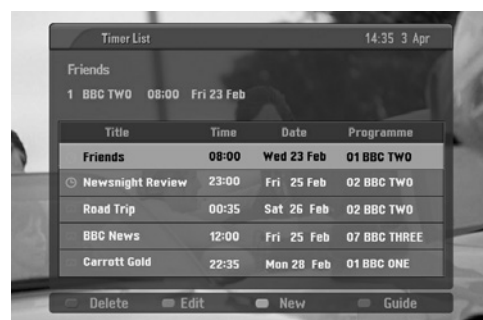 Timer List 14:35 3 Apr
Friends
1 BBC TWO 08:00 Fri 23 Feb
Title Time Date Programme
Friends 08:00 Wed 23 Feb 01 BBC TWO
Newsnight Review 23:00 Fri 25 Feb 02 BBC TWO
Road Trip 00:35 Sat 26 Feb 02 BBC TWO
BBC News 12:00 Fri 25 Feb 07 BBC THREE
Carrott Gold 22:35 Mon 28 Feb 01 BBC ONE
Delete Edit New Guide